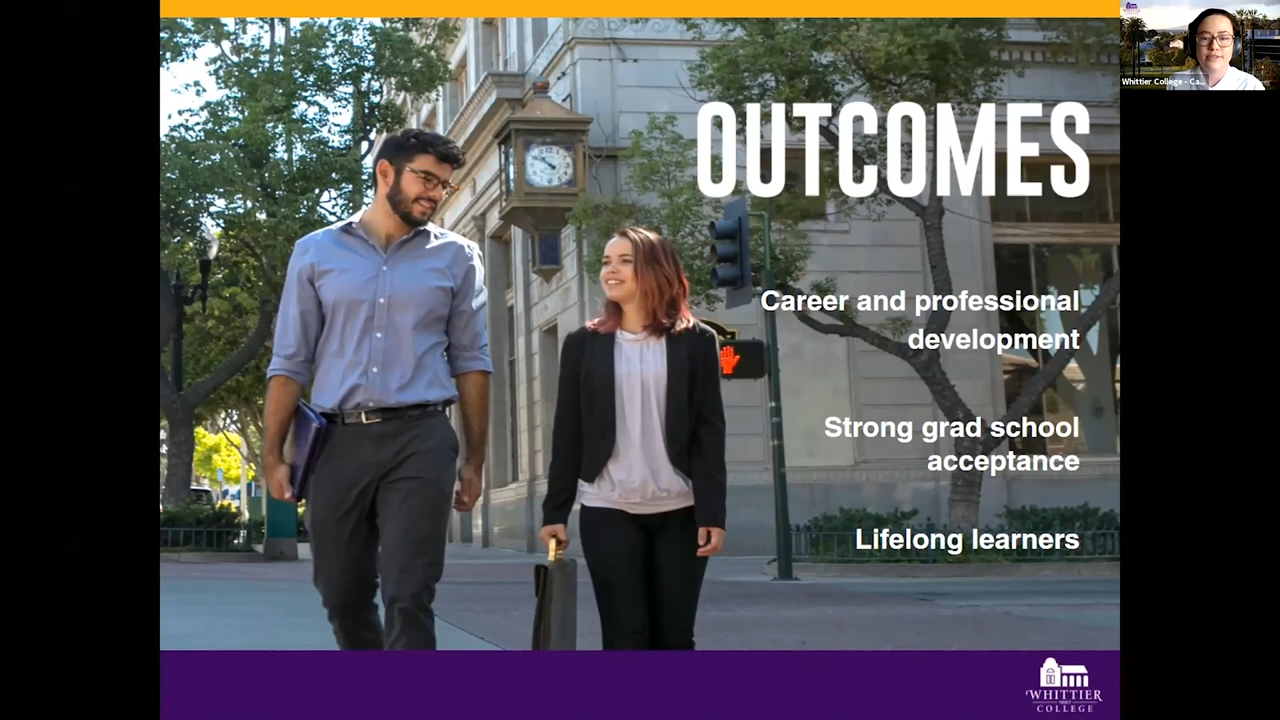 OUTCOMES
Career and professional
development
Strong grad school
acceptance
Lifelong learners
WHITTIER
COLLEGE
Whittier College - Ca...